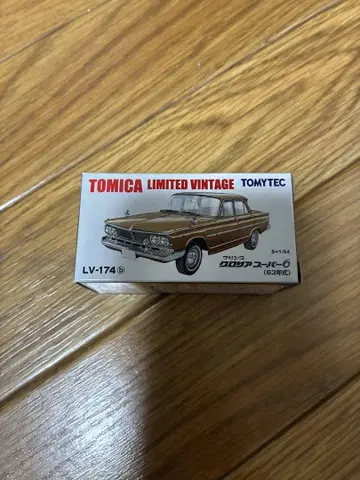 TOMICA LIMITED VINTAGE TOMYTEC
S=1/64
プリンス
グロリア スーパー6
(63年式)
LV-174 ⓑ